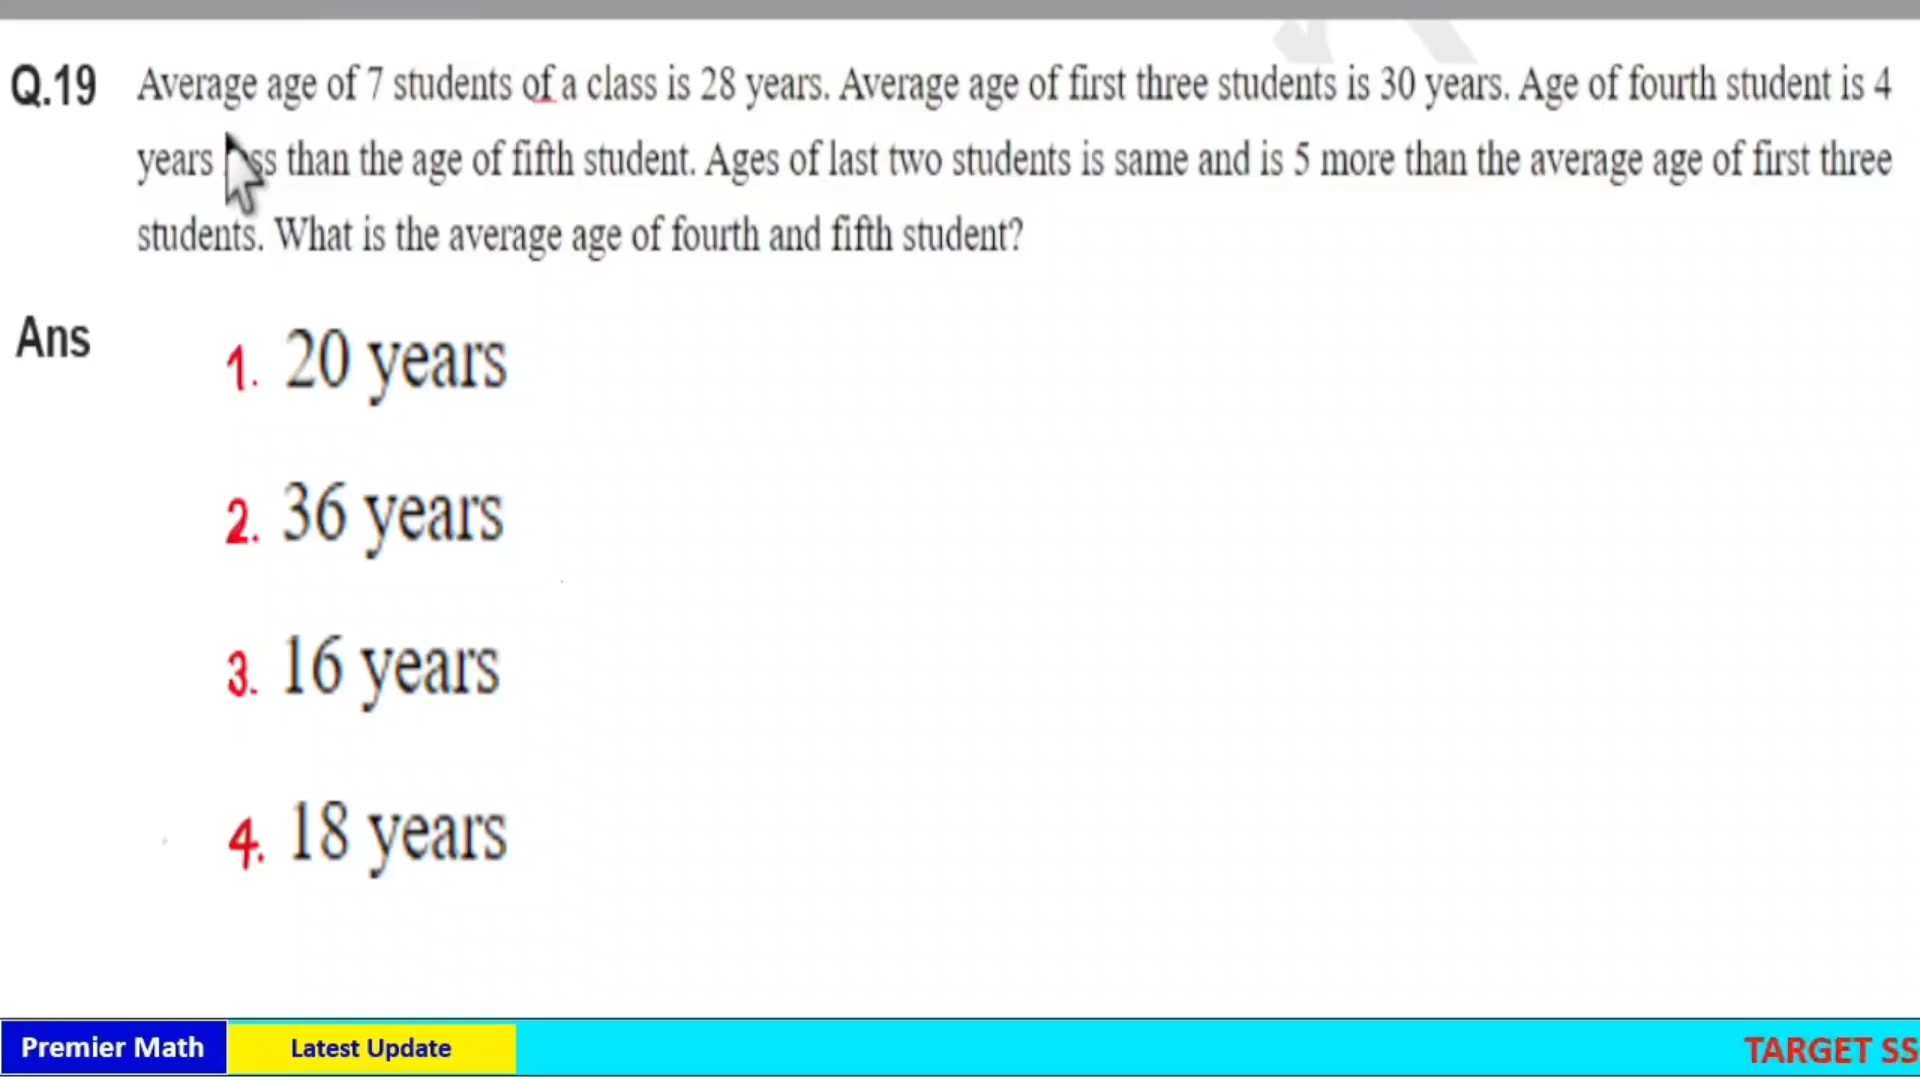 Q.19 Average age of 7 students of a class is 28 years. Average age of first three students is 30 years. Age of fourth student is 4
years than the age of fifth student. Ages of last two students is same and is 5 more than the average age of first three
students. What is the average age of fourth and fifth student?
Ans
1. 20 years
2. 36 years
3. 16 years
4. 18 years
Premier Math Latest Update TARGET SS